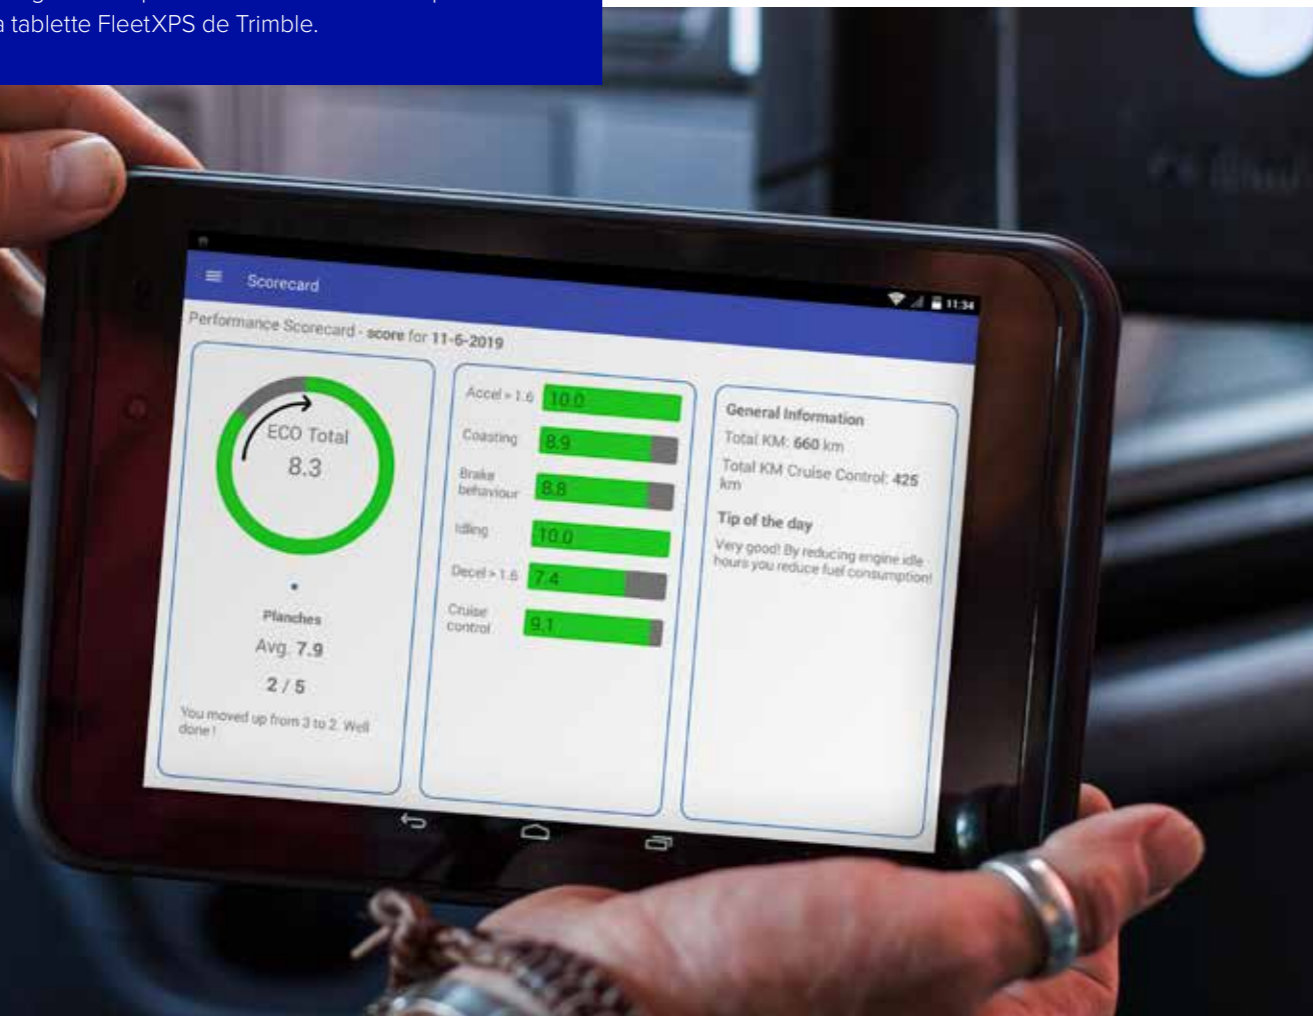 tablette FleetXPS de Trimble.
11:34
Scorecard
Performance Scorecard - score for 11-6-2019
ECO Total
8.3
Planches
Avg. 7.9
2 / 5
You moved up from 3 to 2. Well
done!
Accel > 1.6 10.0
Coasting 8.9
Brake
behaviour 8.8
Idling 10.0
Decel > 1.6 7.4
Cruise
control 9.1
General Information
Total KM: 660 km
Total KM Cruise Control: 425
km
Tip of the day
Very good! By reducing engine idle
hours you reduce fuel consumption!